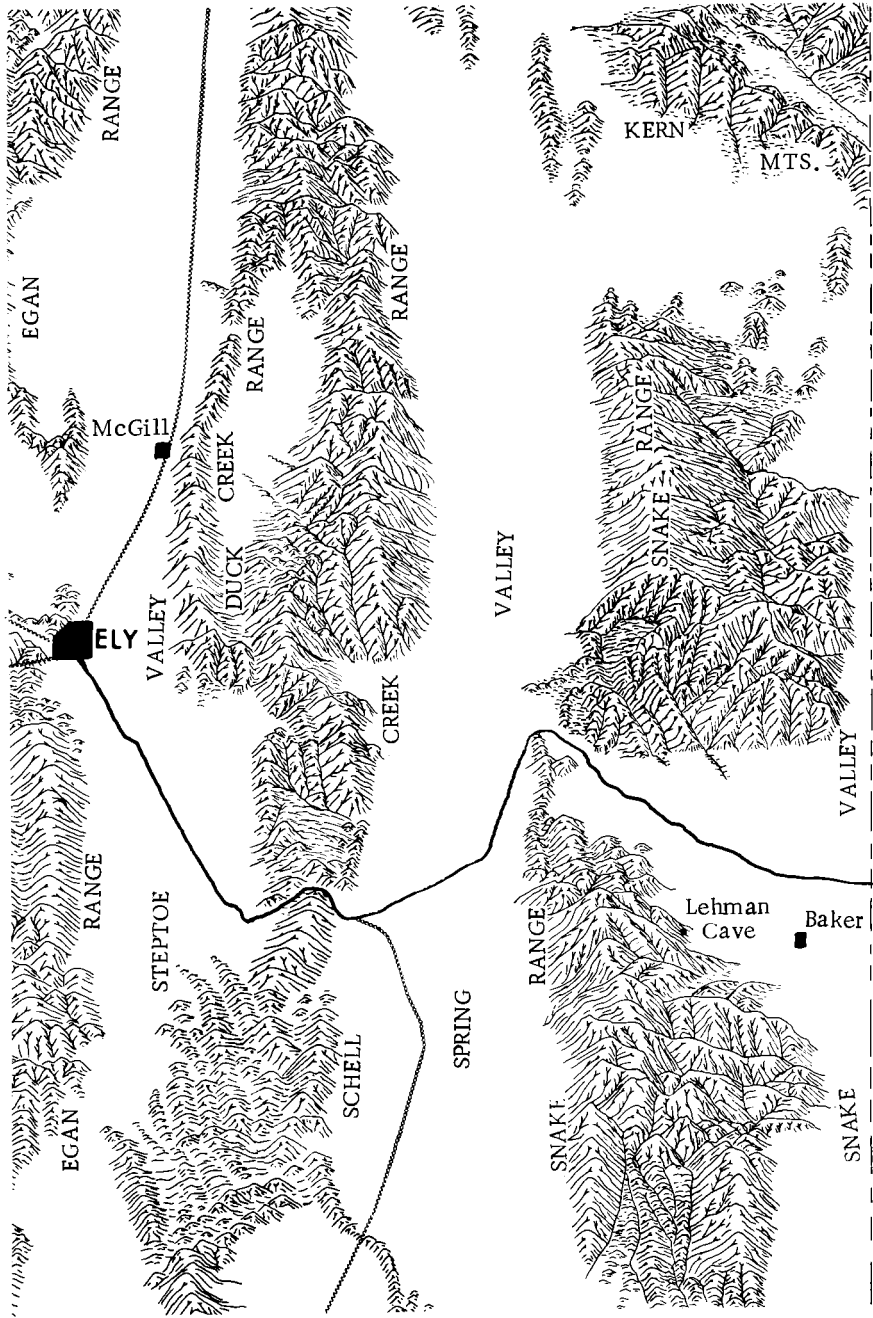 RANGE
EGAN
KERN
MTS.
RANGE
RANGE
McGill
CREEK
DUCK
RANGE
SNAKE
VALLEY
ELY
VALLEY
CREEK
VALLEY
RANGE
STEPTOE
RANGE
Lehman
Cave
Baker
SPRING
SCHELL
EGAN
SNAKE
SNAKE